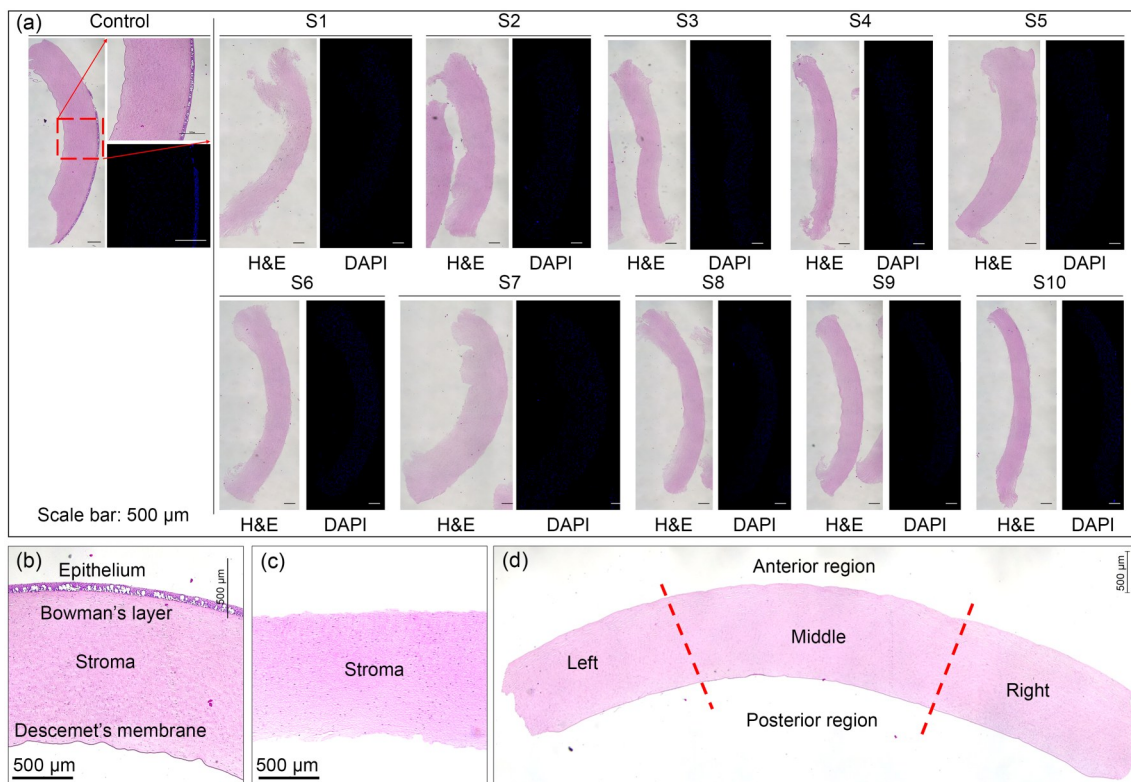 (a)
Control
S1
S2
S3
S4
S5
H&E DAPI H&E DAPI H&E DAPI H&E DAPI H&E DAPI
S6
S7
S8
S9
S10
H&E DAPI H&E DAPI H&E DAPI H&E DAPI H&E DAPI
Scale bar: 500 µm
(b)
Epithelium
500 µm
Bowman's layer
Stroma
Descemet's membrane
500 µm
(c)
Stroma
500 µm
(d)
Anterior region
500 µm
Middle
Left
Right
Posterior region